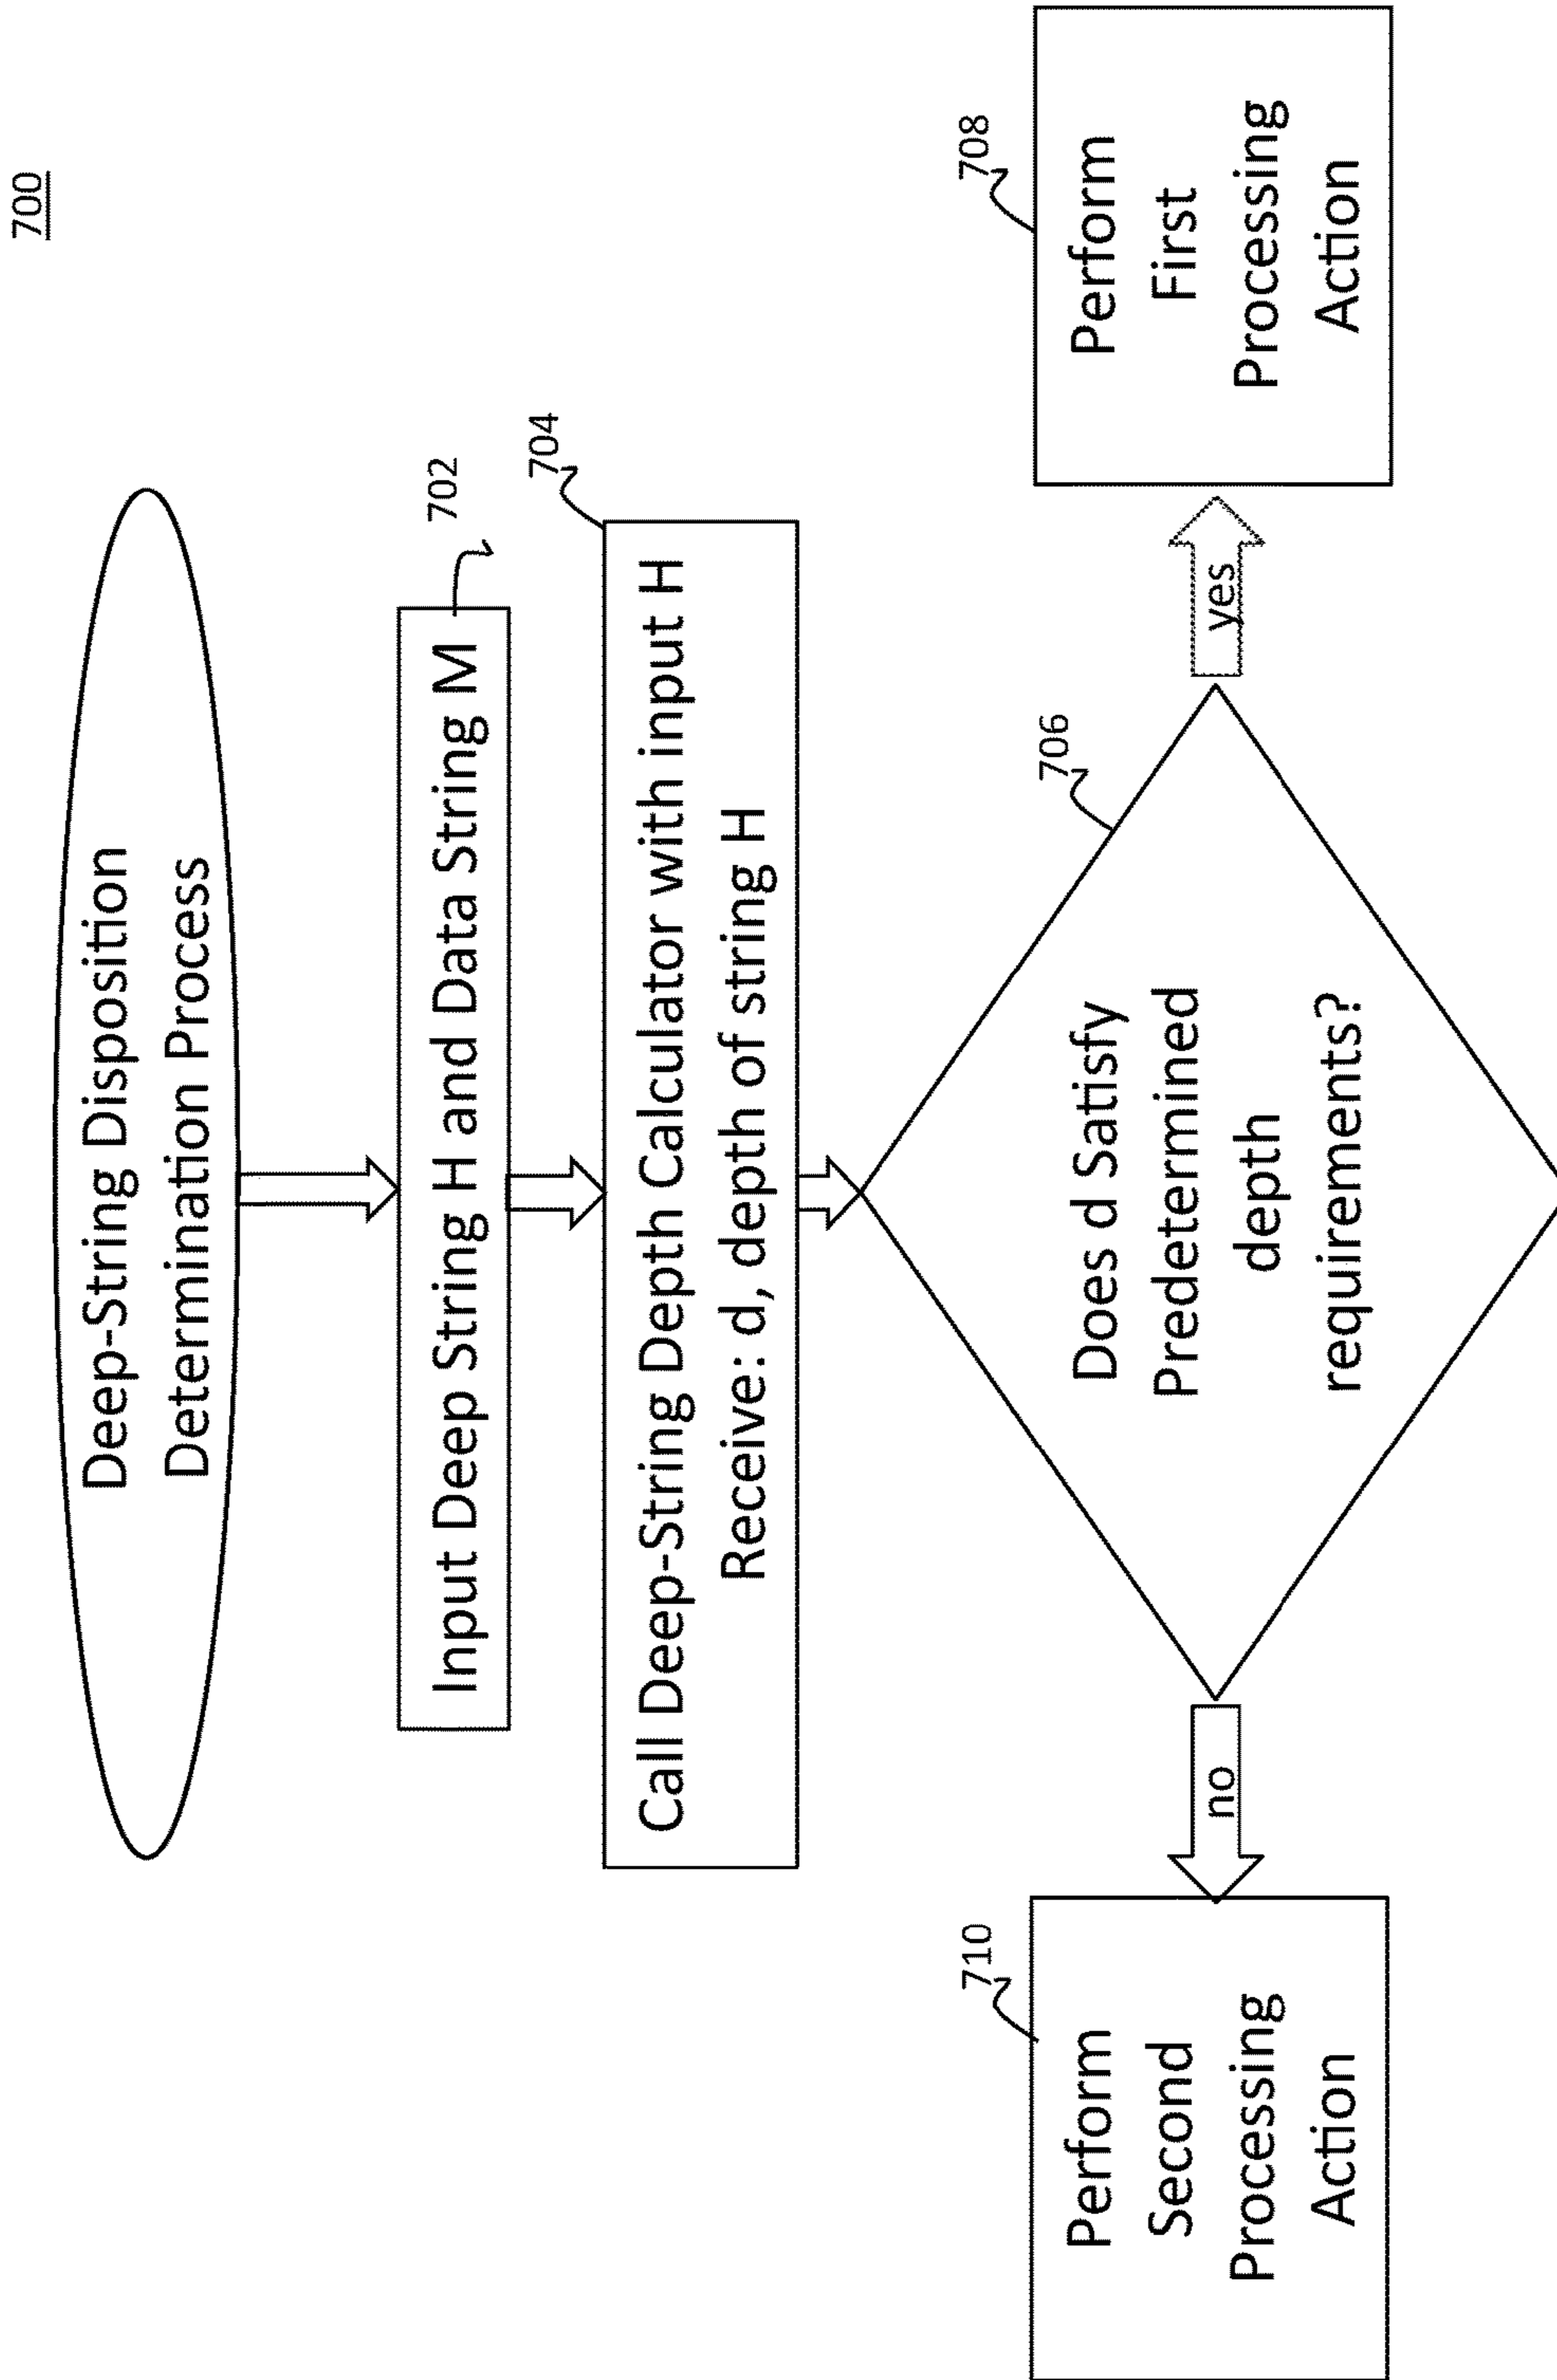 700
Deep-String Disposition
Determination Process
702
Input Deep String H and Data String M
704
Call Deep-String Depth Calculator with input H
Receive: d, depth of string H
706
Does d Satisfy
Predetermined
depth
requirements?
no
yes
710
Perform
Second
Processing
Action
708
Perform
First
Processing
Action